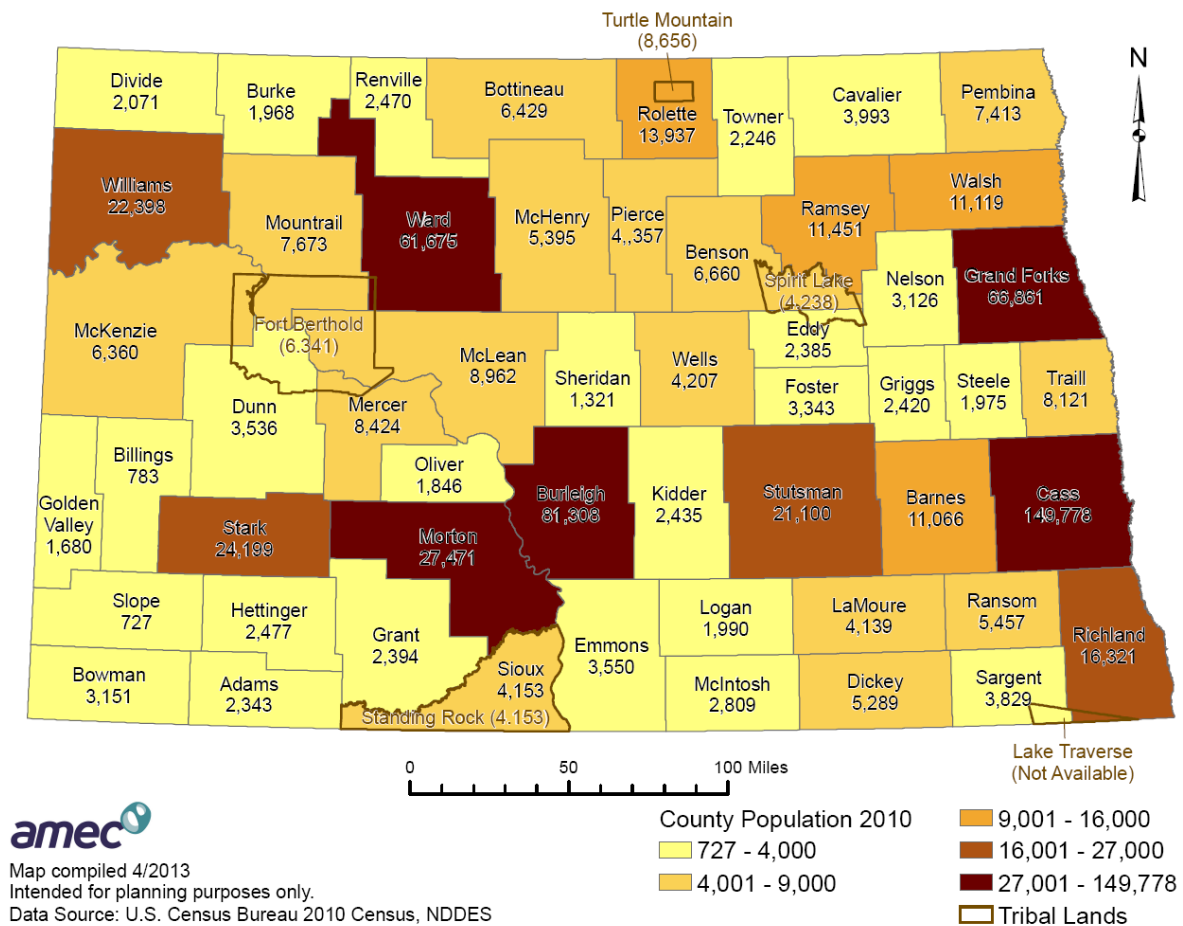 Turtle Mountain
(8,656)
N
Divide
2,071
Burke
1,968
Renville
2,470
Bottineau
6,429
Rolette
13,937
Towner
2,246
Cavalier
3,993
Pembina
7,413
Williams
22,398
Mountrail
7,673
Ward
61,675
McHenry
5,395
Pierce
4,,357
Benson
6,660
Ramsey
11,451
Walsh
11,119
Spirit Lake
(4.238)
Nelson
3,126
Grand Forks
66,861
McKenzie
6,360
Fort Berthold
(6.341)
McLean
8,962
Sheridan
1,321
Wells
4,207
Eddy
2,385
Foster
3,343
Griggs
2,420
Steele
1,975
Traill
8,121
Dunn
3,536
Mercer
8,424
Oliver
1,846
Billings
783
Golden
Valley
1,680
Stark
24,199
Morton
27,471
Burleigh
81,308
Kidder
2,435
Stutsman
21,100
Barnes
11,066
Cass
149,778
Slope
727
Hettinger
2,477
Grant
2,394
Sioux
4,153
Emmons
3,550
Logan
1,990
LaMoure
4,139
Ransom
5,457
Richland
16,321
Bowman
3,151
Adams
2,343
Standing Rock (4.153)
McIntosh
2,809
Dickey
5,289
Sargent
3,829
Lake Traverse
(Not Available)
0 50 100 Miles
amec
Map compiled 4/2013
Intended for planning purposes only.
Data Source: U.S. Census Bureau 2010 Census, NDDES
County Population 2010
727 - 4,000
4,001 - 9,000
9,001 - 16,000
16,001 - 27,000
27,001 - 149,778
Tribal Lands